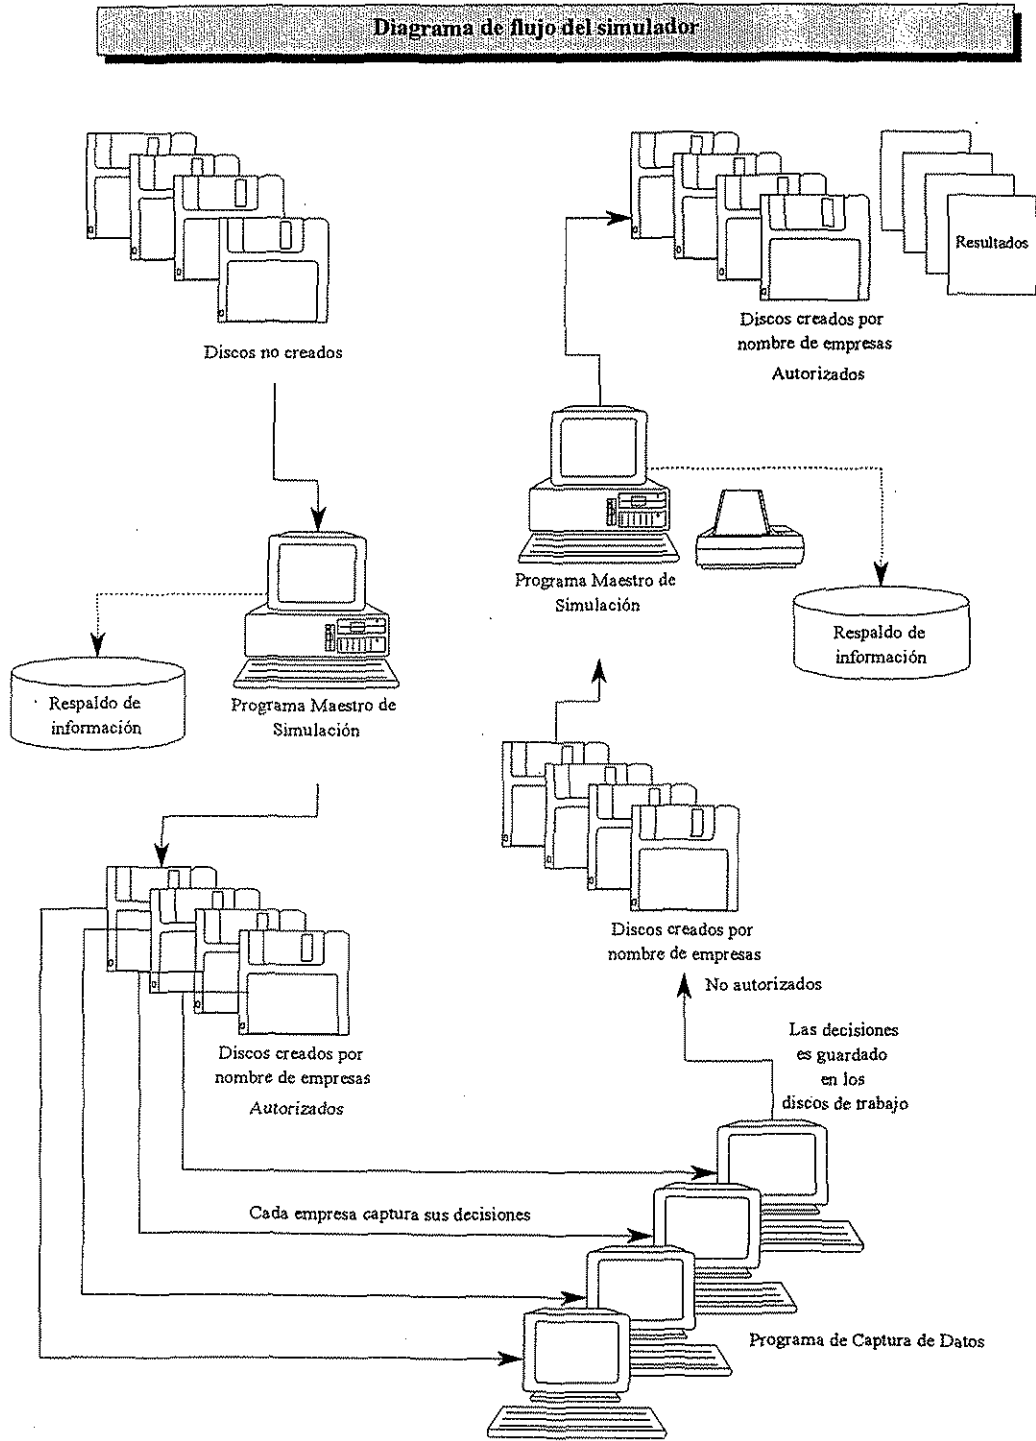 Diagrama de flujo del simulador
Discos no creados
Programa Maestro de
Simulación
Respaldo de
información
Discos creados por
nombre de empresas
Autorizados
Cada empresa captura sus decisiones
Programa de Captura de Datos
Las decisiones
es guardado
en los
discos de trabajo
Discos creados por
nombre de empresas
No autorizados
Programa Maestro de
Simulación
Respaldo de
información
Discos creados por
nombre de empresas
Autorizados
Resultados